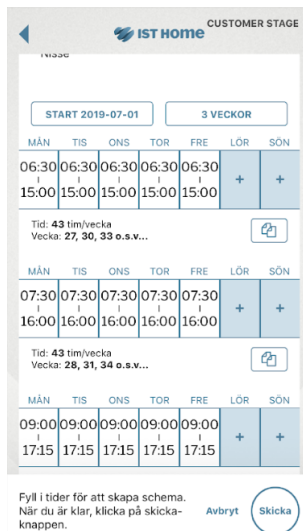 CUSTOMER STAGE
IST Home
Nisse
START 2019-07-01
3 VECKOR
MÅN TIS ONS TOR FRE LÖR SÖN
06:30 06:30 06:30 06:30 06:30
+ +
15:00 15:00 15:00 15:00 15:00
Tid: 43 tim/vecka
Vecka: 27, 30, 33 o.s.v...
MÅN TIS ONS TOR FRE LÖR SÖN
07:30 07:30 07:30 07:30 07:30
+ +
16:00 16:00 16:00 16:00 16:00
Tid: 43 tim/vecka
Vecka: 28, 31, 34 o.s.v...
MÅN TIS ONS TOR FRE LÖR SÖN
09:00 09:00 09:00 09:00 09:00
+ +
17:15 17:15 17:15 17:15 17:15
Fyll i tider för att skapa schema.
När du är klar, klicka på skicka-
knappen.
Avbryt
Skicka